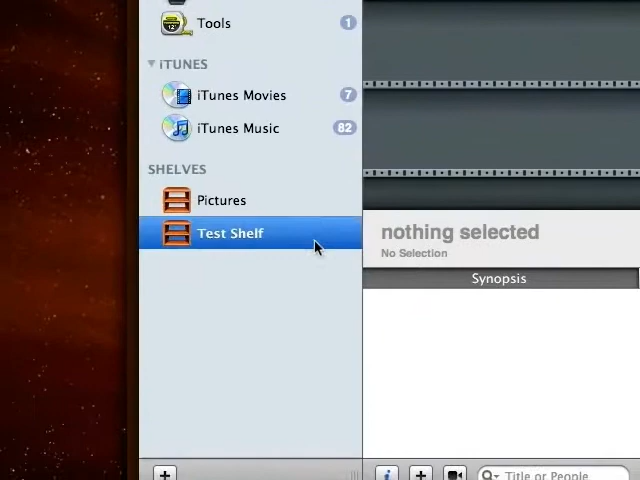 Tools 1
iTUNES
iTunes Movies 7
iTunes Music 82
SHELVES
Pictures
Test Shelf
nothing selected
No Selection
Synopsis
Title or People